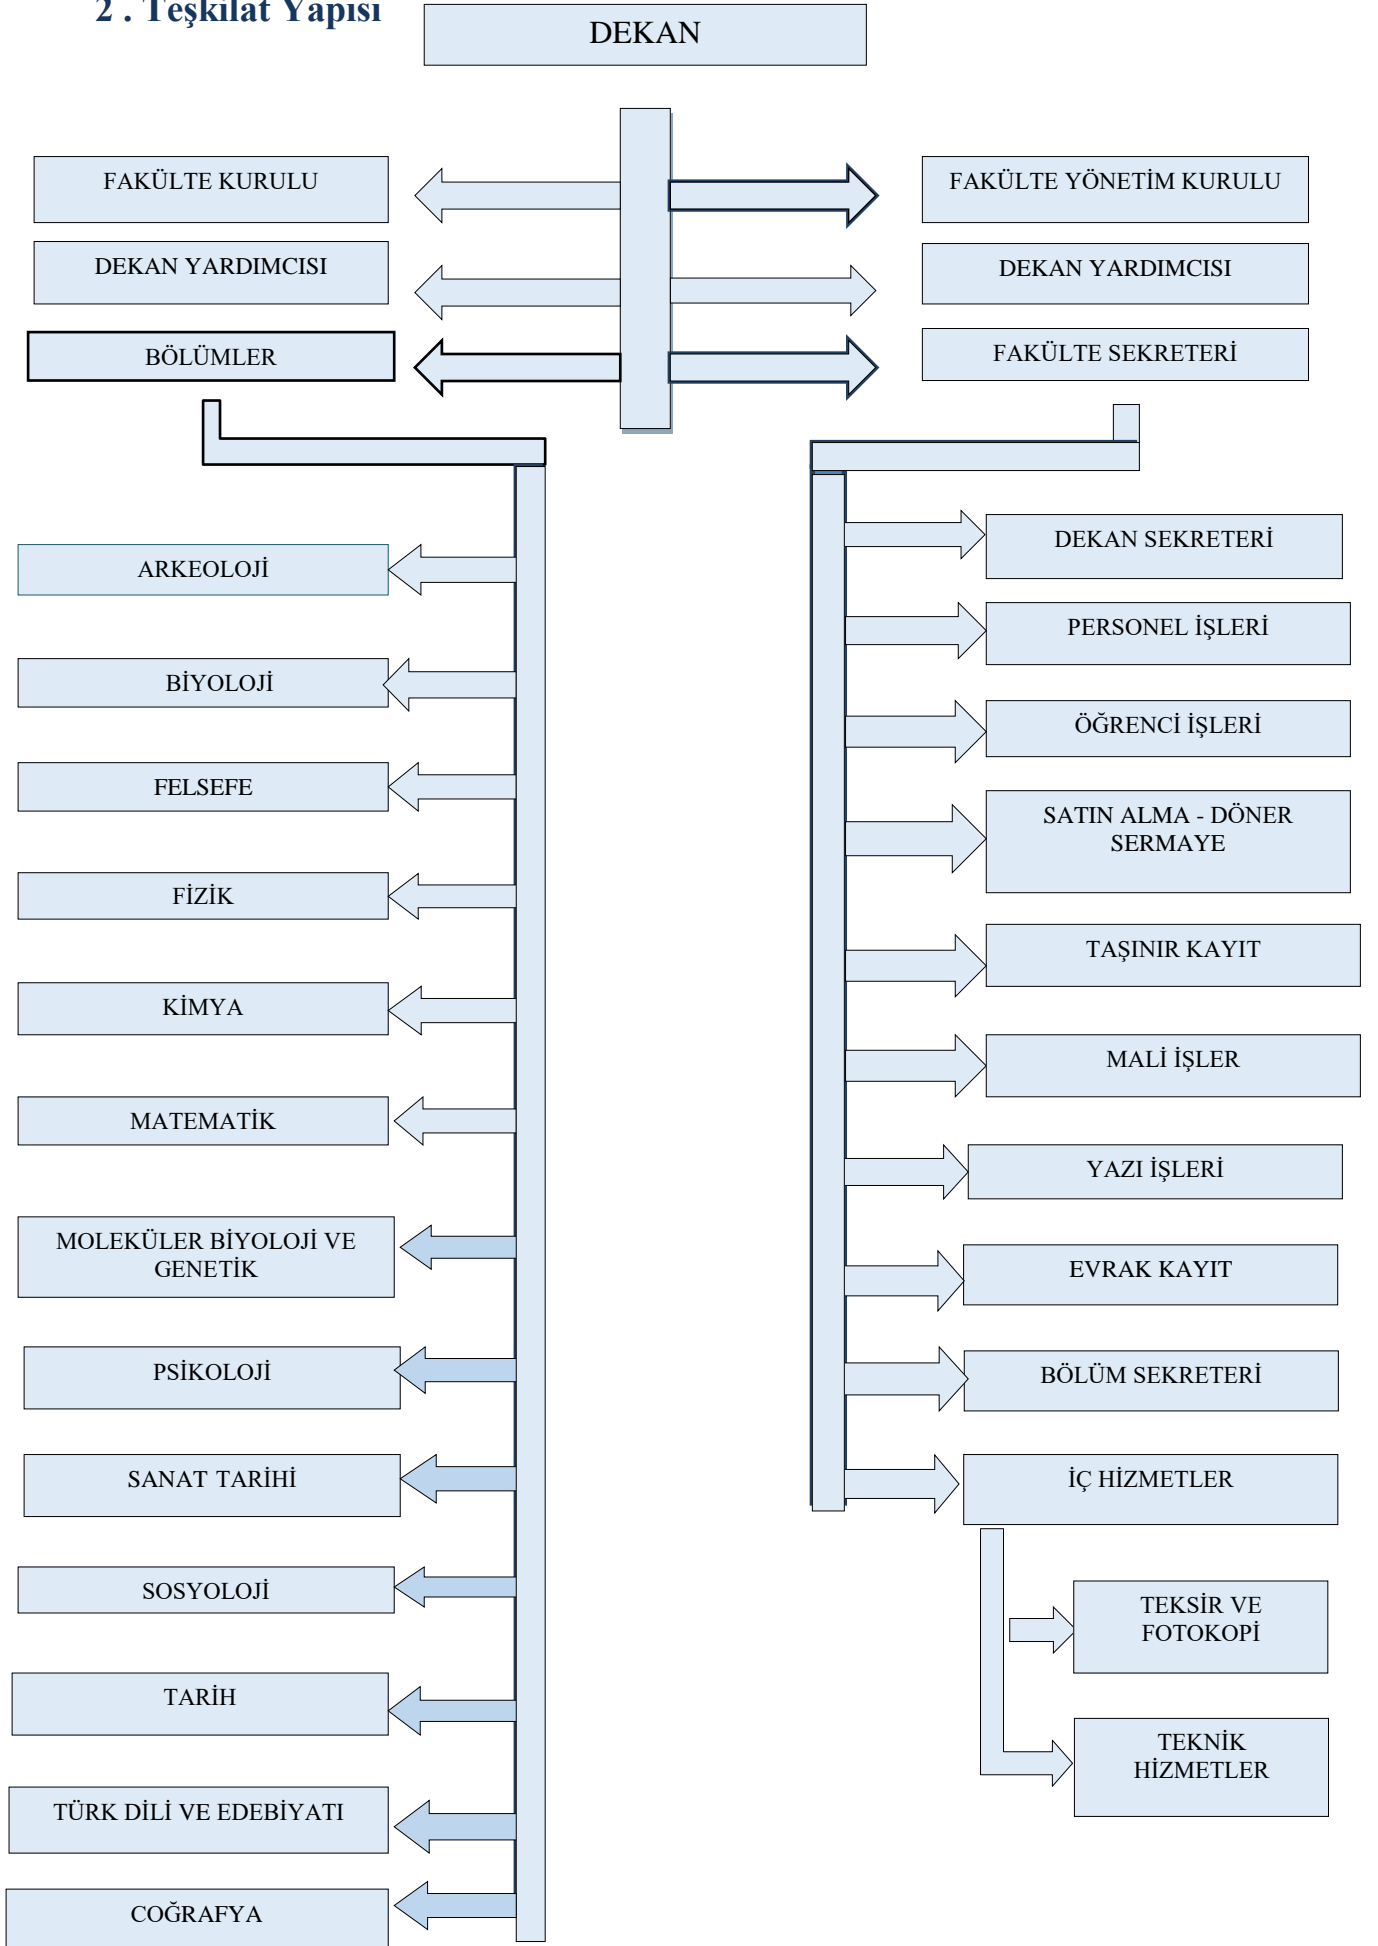 2 . Teşkilat Yapısı
DEKAN
FAKÜLTE KURULU
FAKÜLTE YÖNETİM KURULU
DEKAN YARDIMCISI
DEKAN YARDIMCISI
BÖLÜMLER
FAKÜLTE SEKRETERİ
ARKEOLOJİ
BİYOLOJİ
FELSEFE
FİZİK
KİMYA
MATEMATİK
MOLEKÜLER BİYOLOJİ VE
GENETİK
PSİKOLOJİ
SANAT TARİHİ
SOSYOLOJİ
TARİH
TÜRK DİLİ VE EDEBİYATI
COĞRAFYA
DEKAN SEKRETERİ
PERSONEL İŞLERİ
ÖĞRENCİ İŞLERİ
SATIN ALMA - DÖNER
SERMAYE
TAŞINIR KAYIT
MALİ İŞLER
YAZI İŞLERİ
EVRAK KAYIT
BÖLÜM SEKRETERİ
İÇ HİZMETLER
TEKSİR VE
FOTOKOPİ
TEKNİK
HİZMETLER